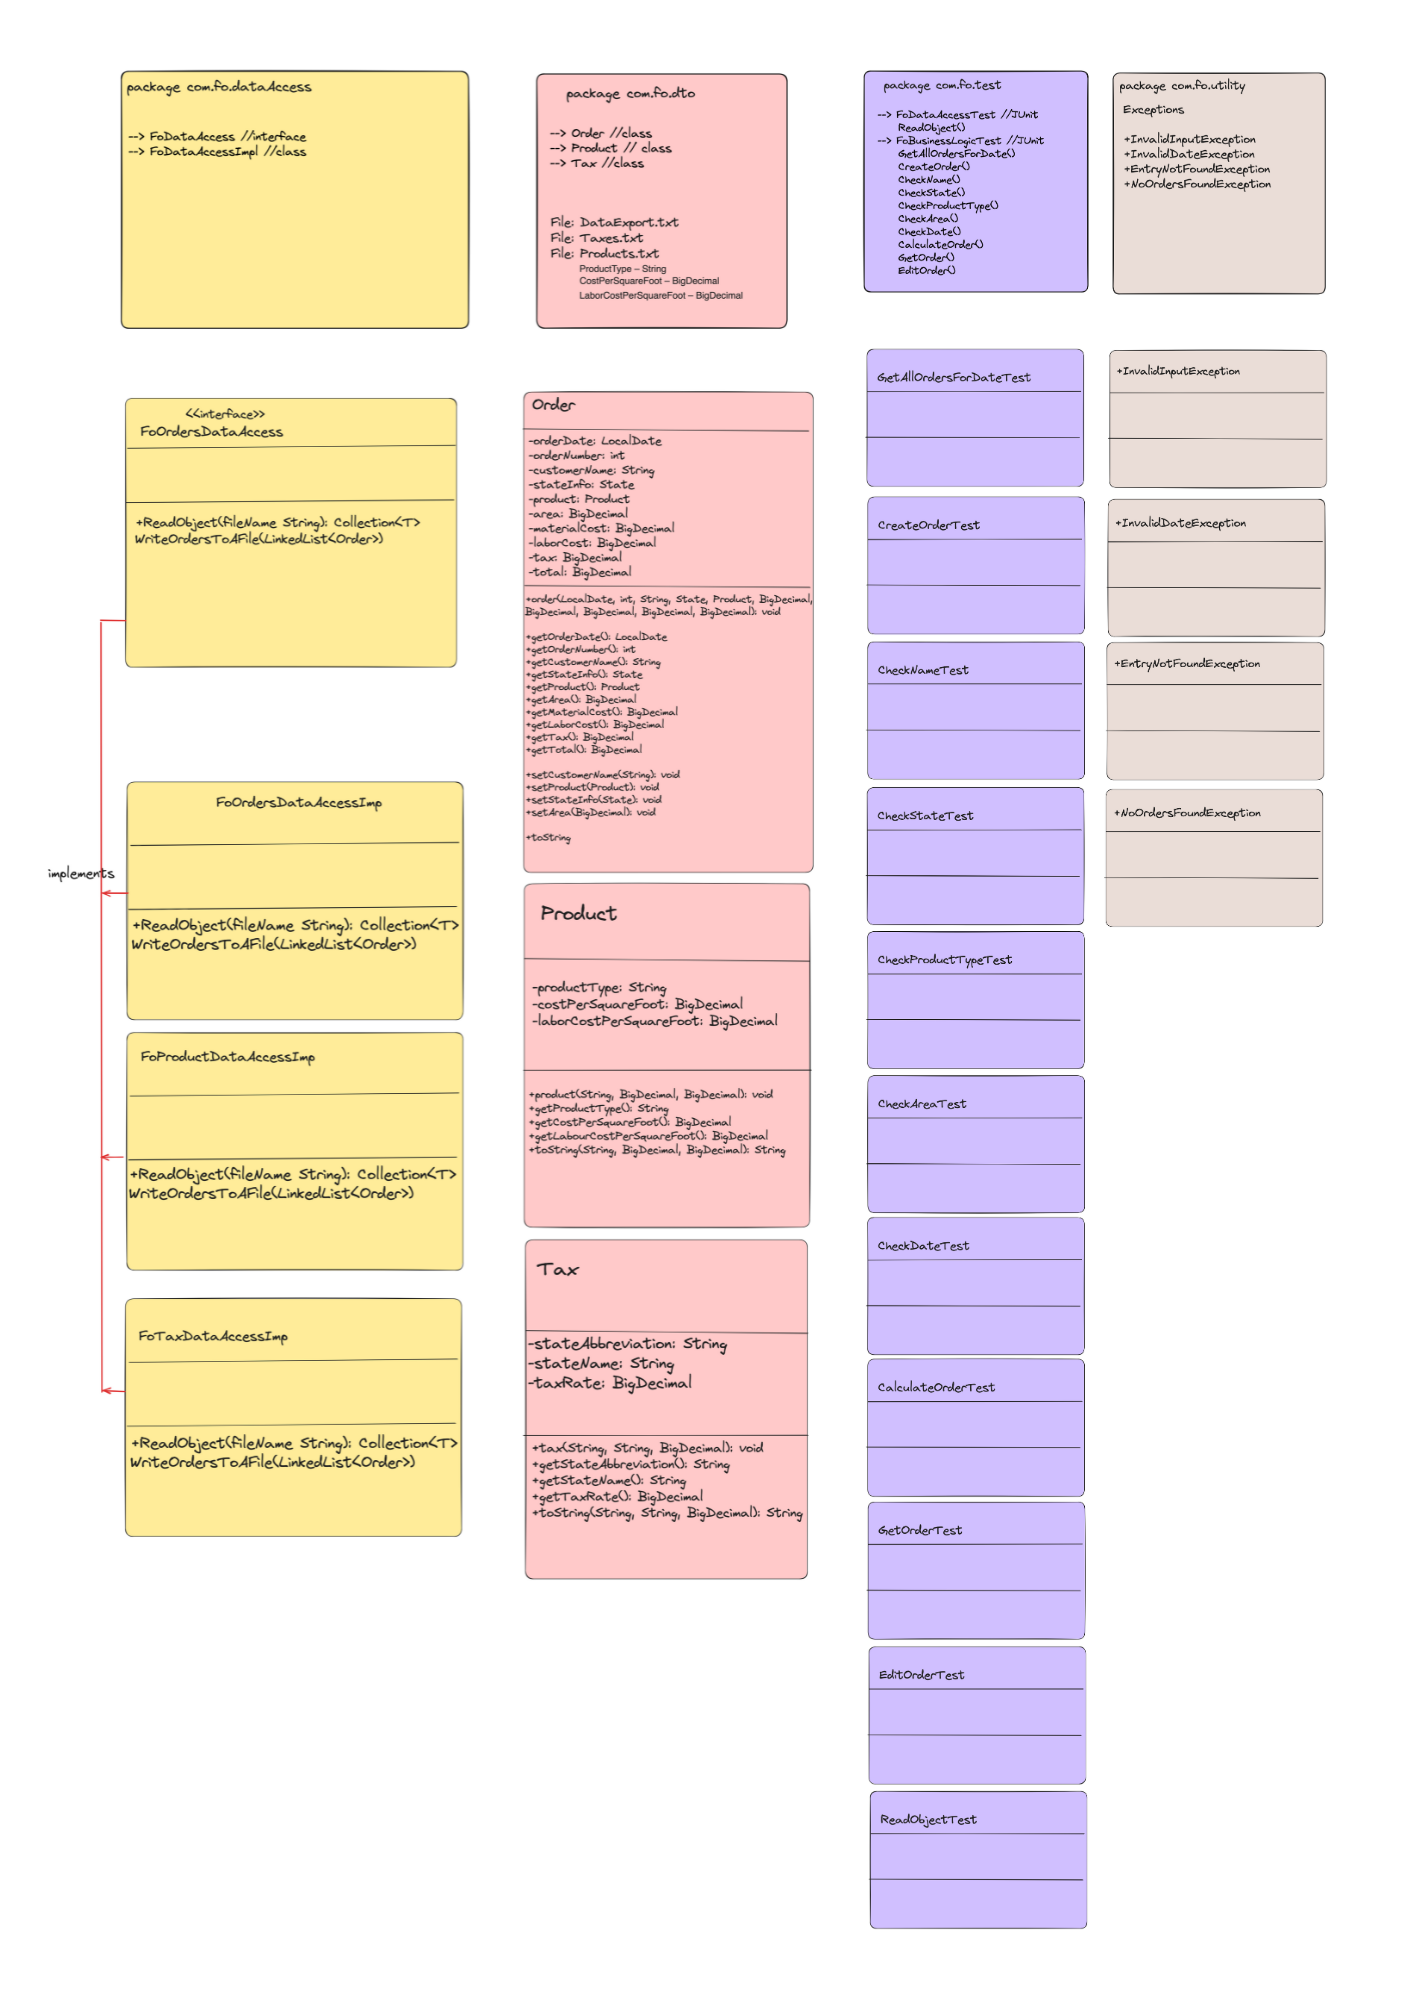 package com.fo.dataAccess
--> FoDataAccess //interface
--> FoDataAccessImpl //class
<<interface>>
FoOrdersDataAccess
+ReadObject(fileName String): Collection<T>
WriteOrdersToAFile(LinkedList<Order>)
implements
FoOrdersDataAccessImp
+ReadObject(fileName String): Collection<T>
WriteOrdersToAFile(LinkedList<Order>)
FoProductDataAccessImp
+ReadObject(fileName String): Collection<T>
WriteOrdersToAFile(LinkedList<Order>)
FoTaxDataAccessImp
+ReadObject(fileName String): Collection<T>
WriteOrdersToAFile(LinkedList<Order>)
package com.fo.dto
--> Order //class
--> Product // class
--> Tax //class
File: DataExport.txt
File: Taxes.txt
File: Products.txt
ProductType – String
CostPerSquareFoot – BigDecimal
LaborCostPerSquareFoot – BigDecimal
Order
-orderDate: LocalDate
-orderNumber: int
-customerName: String
-stateInfo: State
-product: Product
-area: BigDecimal
-materialCost: BigDecimal
-laborCost: BigDecimal
-tax: BigDecimal
-total: BigDecimal
+order(LocalDate, int, String, State, Product, BigDecimal,
BigDecimal, BigDecimal, BigDecimal, BigDecimal): void
+getOrderDate(): LocalDate
+getOrderNumber(): int
+getCustomerName(): String
+getStateInfo(): State
+getProduct(): Product
+getArea(): BigDecimal
+getMaterialCost(): BigDecimal
+getLaborCost(): BigDecimal
+getTax(): BigDecimal
+getTotal(): BigDecimal
+setCustomerName(String): void
+setProduct(Product): void
+setStateInfo(State): void
+setArea(BigDecimal): void
+toString
Product
-productType: String
-costPerSquareFoot: BigDecimal
-laborCostPerSquareFoot: BigDecimal
+product(String, BigDecimal, BigDecimal): void
+getProductType(): String
+getCostPerSquareFoot(): BigDecimal
+getLabourCostPerSquareFoot(): BigDecimal
+toString(String, BigDecimal, BigDecimal): String
Tax
-stateAbbreviation: String
-stateName: String
-taxRate: BigDecimal
+tax(String, String, BigDecimal): void
+getStateAbbreviation(): String
+getStateName(): String
+getTaxRate(): BigDecimal
+toString(String, String, BigDecimal): String
package com.fo.test
--> FoDataAccessTest //JUnit
ReadObject()
--> FoBusinessLogicTest //JUnit
GetAllOrdersForDate()
CreateOrder()
CheckName()
CheckState()
CheckProductType()
CheckArea()
CheckDate()
CalculateOrder()
GetOrder()
EditOrder()
GetAllOrdersForDateTest
CreateOrderTest
CheckNameTest
CheckStateTest
CheckProductTypeTest
CheckAreaTest
CheckDateTest
CalculateOrderTest
GetOrderTest
EditOrderTest
ReadObjectTest
package com.fo.utility
Exceptions
+InvalidInputException
+InvalidDateException
+EntryNotFoundException
+NoOrdersFoundException
+InvalidInputException
+InvalidDateException
+EntryNotFoundException
+NoOrdersFoundException